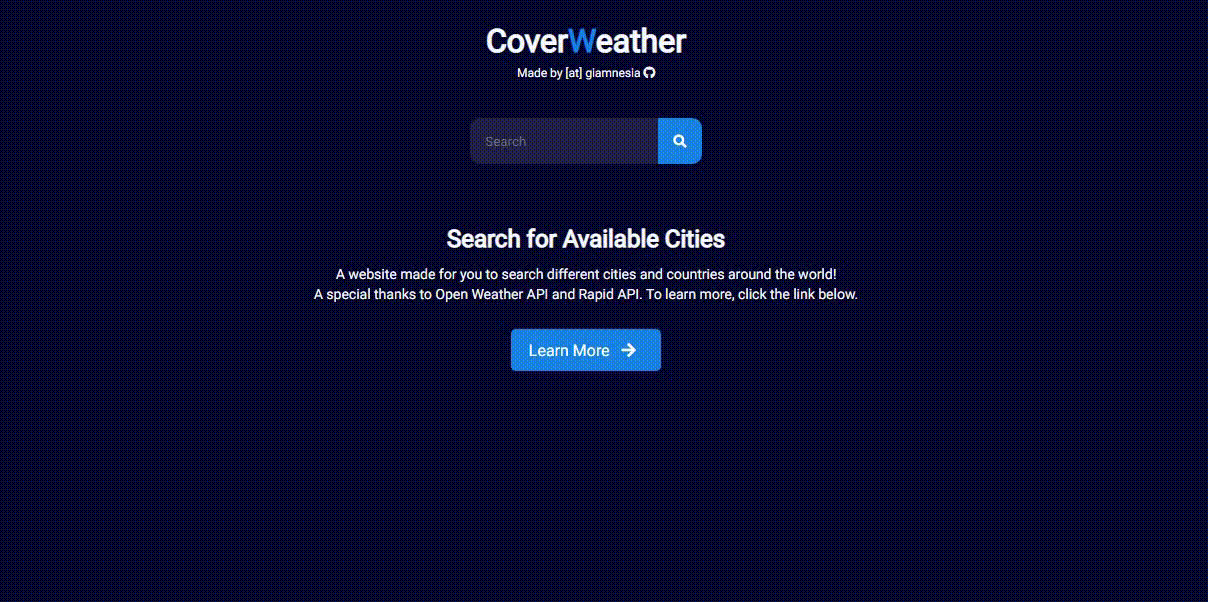 CoverWeather
Made by [at] giamnesia
Search
Search for Available Cities
A website made for you to search different cities and countries around the world!
A special thanks to Open Weather API and Rapid API. To learn more, click the link below.
Learn More